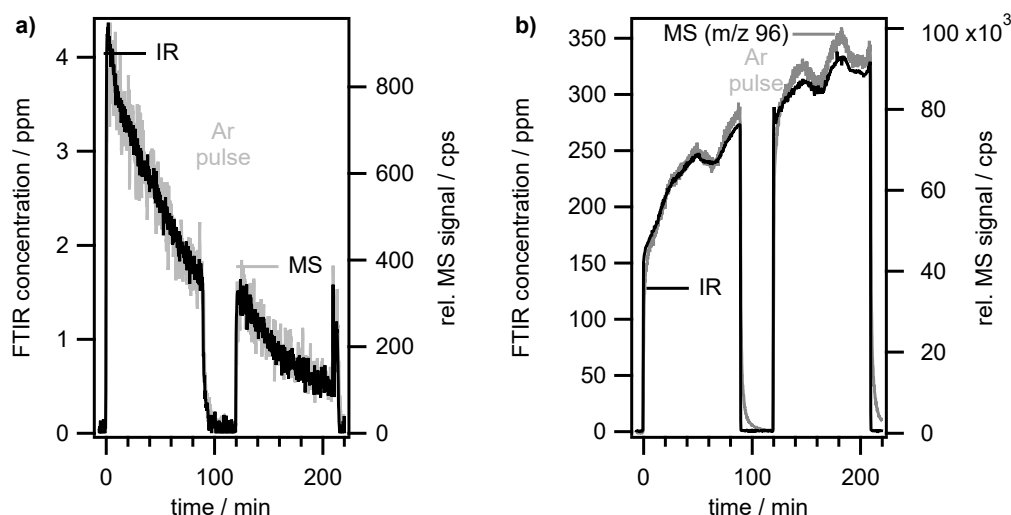 a)
IR
Ar
pulse
MS
4
3
2
1
0
FTIR concentration / ppm
800
600
400
200
0
rel. MS signal / cps
0
100
200
time / min
b)
MS (m/z 96)
Ar
pulse
IR
350
300
250
200
150
100
50
0
FTIR concentration / ppm
100 x10³
80
60
40
20
0
rel. MS signal / cps
0
100
200
time / min